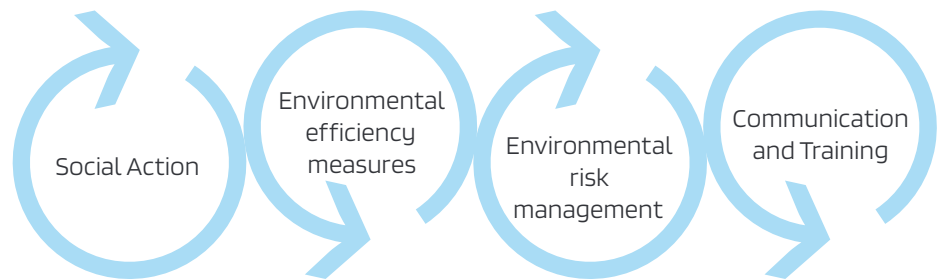 Social Action
Environmental
efficiency
measures
Environmental
risk
management
Communication
and Training